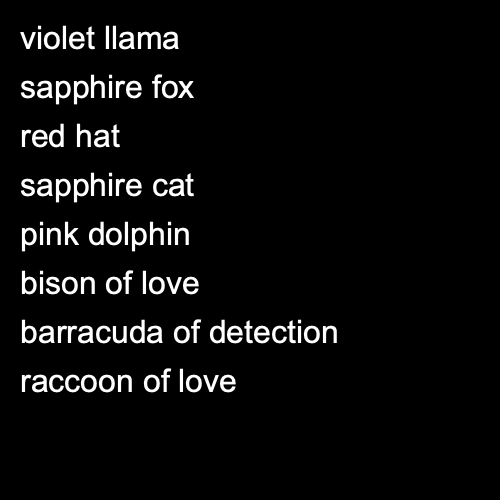 violet llama
sapphire fox
red hat
sapphire cat
pink dolphin
bison of love
barracuda of detection
raccoon of love